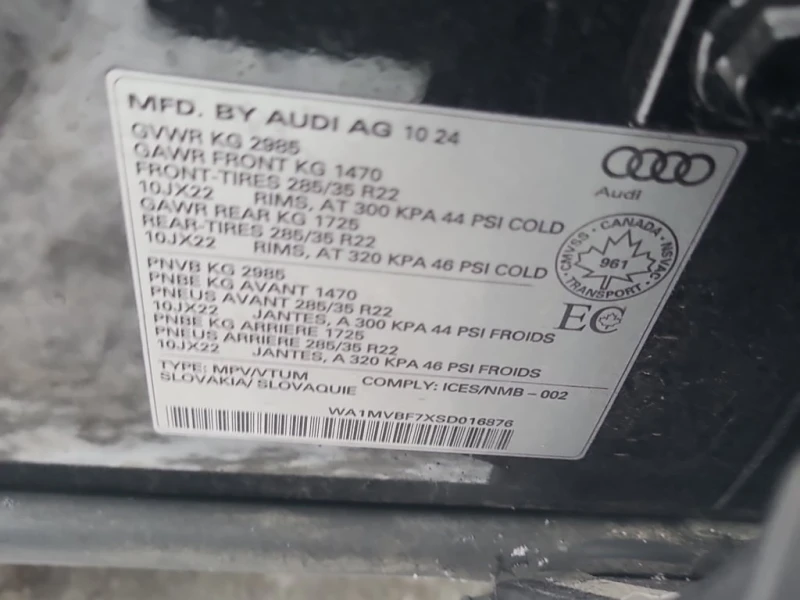 MFD. BY AUDI AG 10 24
GVWR KG 2985
GAWR FRONT KG 1470
FRONT-TIRES 285/35 R22
10JX22 RIMS, AT 300 KPA 44 PSI COLD
GAWR REAR KG 1725
REAR-TIRES 285/35 R22
10JX22 RIMS, AT 320 KPA 46 PSI COLD
PNVB KG 2985
PNBE KG AVANT 1470
PNEUS AVANT 285/35 R22
10JX22 JANTES, A 300 KPA 44 PSI FROIDS
PNBE KG ARRIERE 1725
PNEUS ARRIERE 285/35 R22
10JX22 JANTES, A 320 KPA 46 PSI FROIDS
TYPE: MPV/VTUM COMPLY: ICES/NMB-002
SLOVAKIA/ SLOVAQUIE
WA1MVBF7XSD016876
Audi
CMVSS • CANADA • NSVAC
961
TRANSPORT
EC